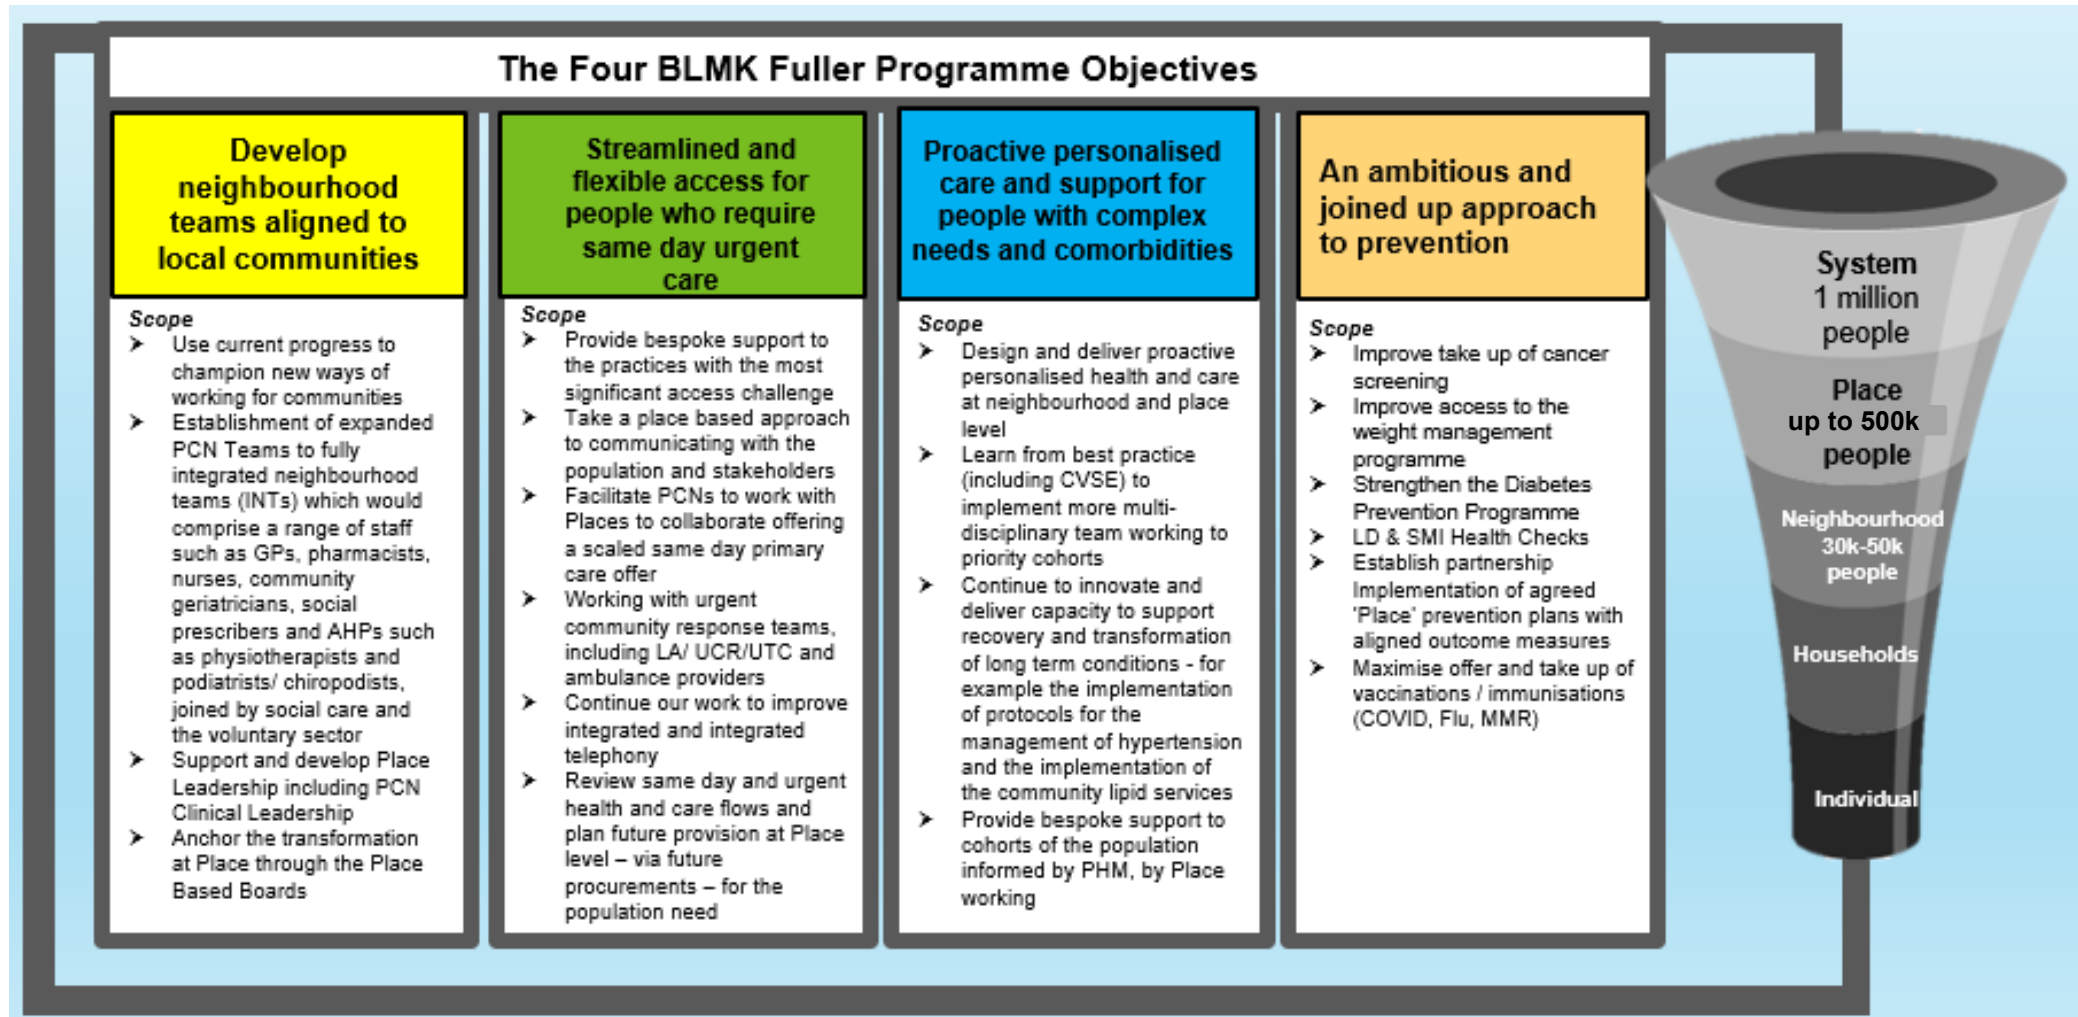 The Four BLMK Fuller Programme Objectives
Develop
neighbourhood
teams aligned to
local communities
Scope
➢ Use current progress to
champion new ways of
working for communities
➢ Establishment of expanded
PCN Teams to fully
integrated neighbourhood
teams (INTs) which would
comprise a range of staff
such as GPs, pharmacists,
nurses, community
geriatricians, social
prescribers and AHPs such
as physiotherapists and
podiatrists/ chiropodists,
joined by social care and
the voluntary sector
➢ Support and develop Place
Leadership including PCN
Clinical Leadership
➢ Anchor the transformation
at Place through the Place
Based Boards
Streamlined and
flexible access for
people who require
same day urgent
care
Scope
➢ Provide bespoke support to
the practices with the most
significant access challenge
➢ Take a place based approach
to communicating with the
population and stakeholders
➢ Facilitate PCNs to work with
Places to collaborate offering
a scaled same day primary
care offer
➢ Working with urgent
community response teams,
including LA/ UCR/UTC and
ambulance providers
➢ Continue our work to improve
integrated and integrated
telephony
➢ Review same day and urgent
health and care flows and
plan future provision at Place
level – via future
procurements – for the
population need
Proactive personalised
care and support for
people with complex
needs and comorbidities
Scope
➢ Design and deliver proactive
personalised health and care
at neighbourhood and place
level
➢ Learn from best practice
(including CVSE) to
implement more multi-
disciplinary team working to
priority cohorts
➢ Continue to innovate and
deliver capacity to support
recovery and transformation
of long term conditions - for
example the implementation
of protocols for the
management of hypertension
and the implementation of
the community lipid services
➢ Provide bespoke support to
cohorts of the population
informed by PHM, by Place
working
An ambitious and
joined up approach
to prevention
Scope
➢ Improve take up of cancer
screening
➢ Improve access to the
weight management
programme
➢ Strengthen the Diabetes
Prevention Programme
➢ LD & SMI Health Checks
➢ Establish partnership
Implementation of agreed
'Place' prevention plans with
aligned outcome measures
➢ Maximise offer and take up of
vaccinations / immunisations
(COVID, Flu, MMR)
System
1 million
people
Place
up to 500k
people
Neighbourhood
30k-50k
people
Households
Individual